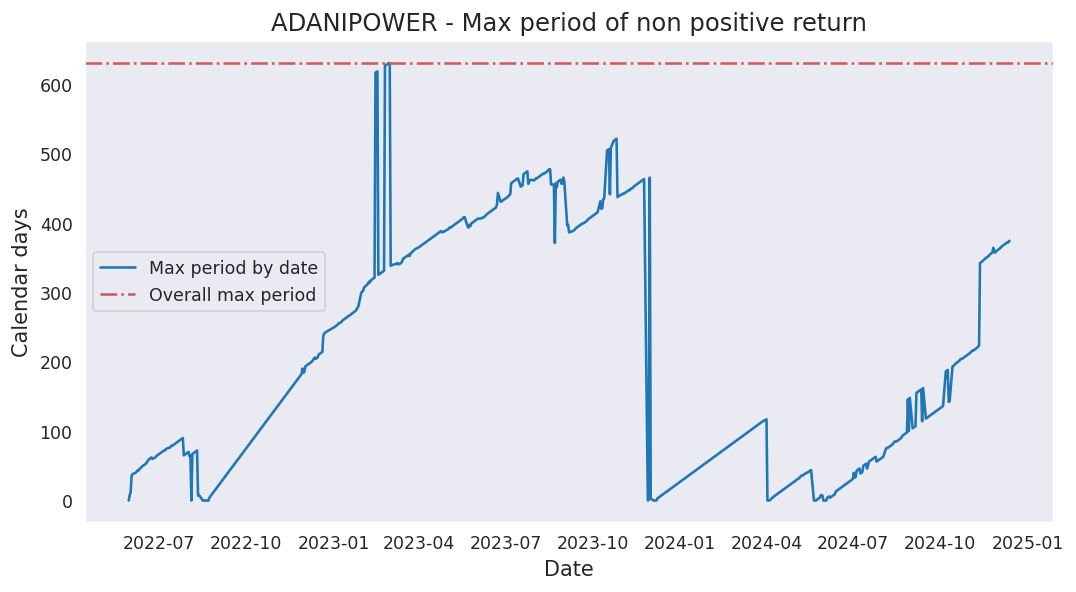 ADANIPOWER - Max period of non positive return
Calendar days
600
500
400
300
200
100
0
Max period by date
Overall max period
2022-07 2022-10 2023-01 2023-04 2023-07 2023-10 2024-01 2024-04 2024-07 2024-10 2025-01
Date